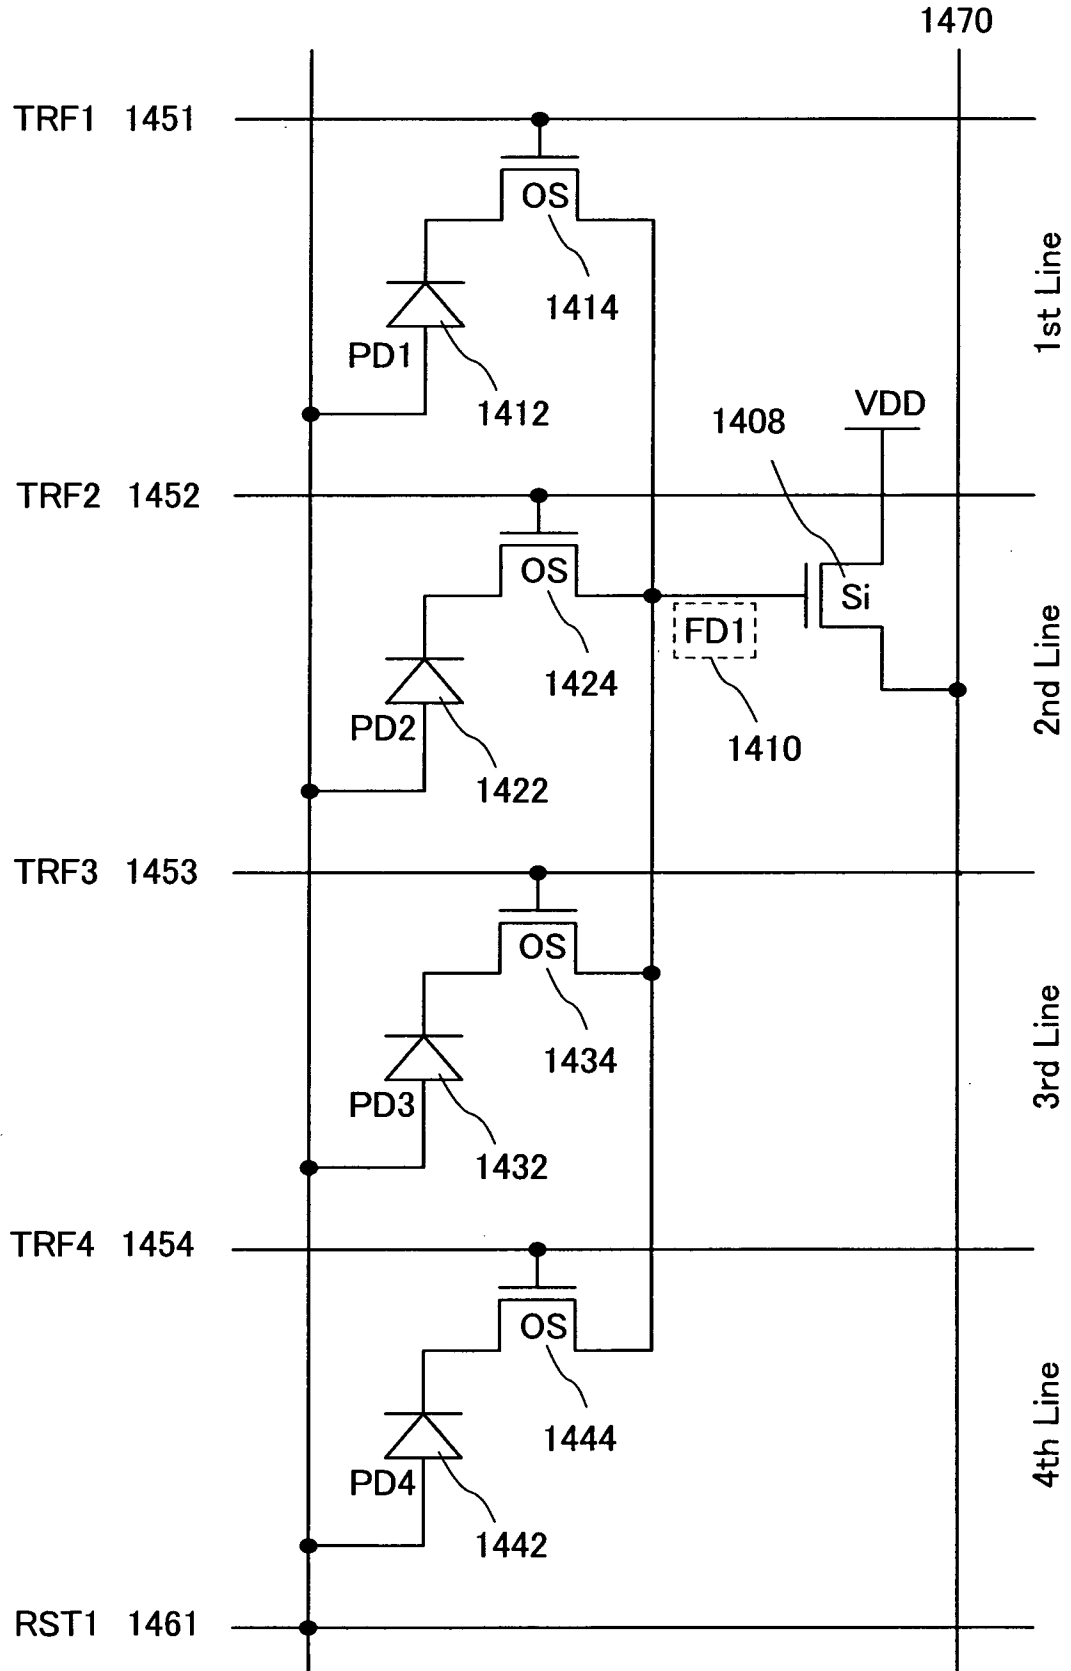 1470
TRF1 1451
OS
1414
PD1
1412
1st Line
1408
VDD
TRF2 1452
OS
Si
FD1
1424
PD2
1410
1422
2nd Line
TRF3 1453
OS
1434
PD3
1432
3rd Line
TRF4 1454
OS
1444
PD4
1442
4th Line
RST1 1461